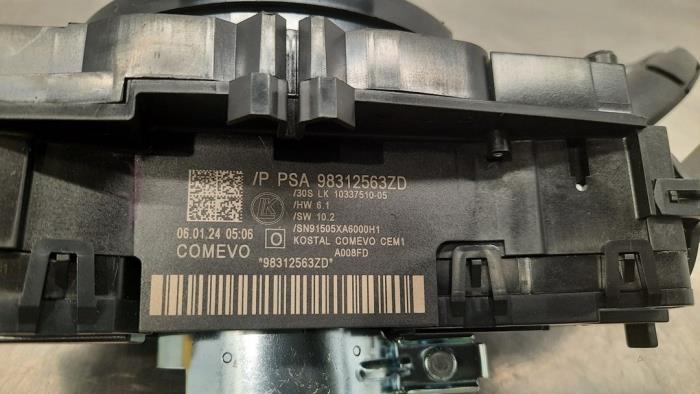 /P PSA 98312563ZD
/30S LK 10337510-05
/HW 6.1
/SW 10.2
/SN91505XA6000H1
06.01.24 05:06
KOSTAL COMEVO CEM1
COMEVO
A008FD
*98312563ZD*